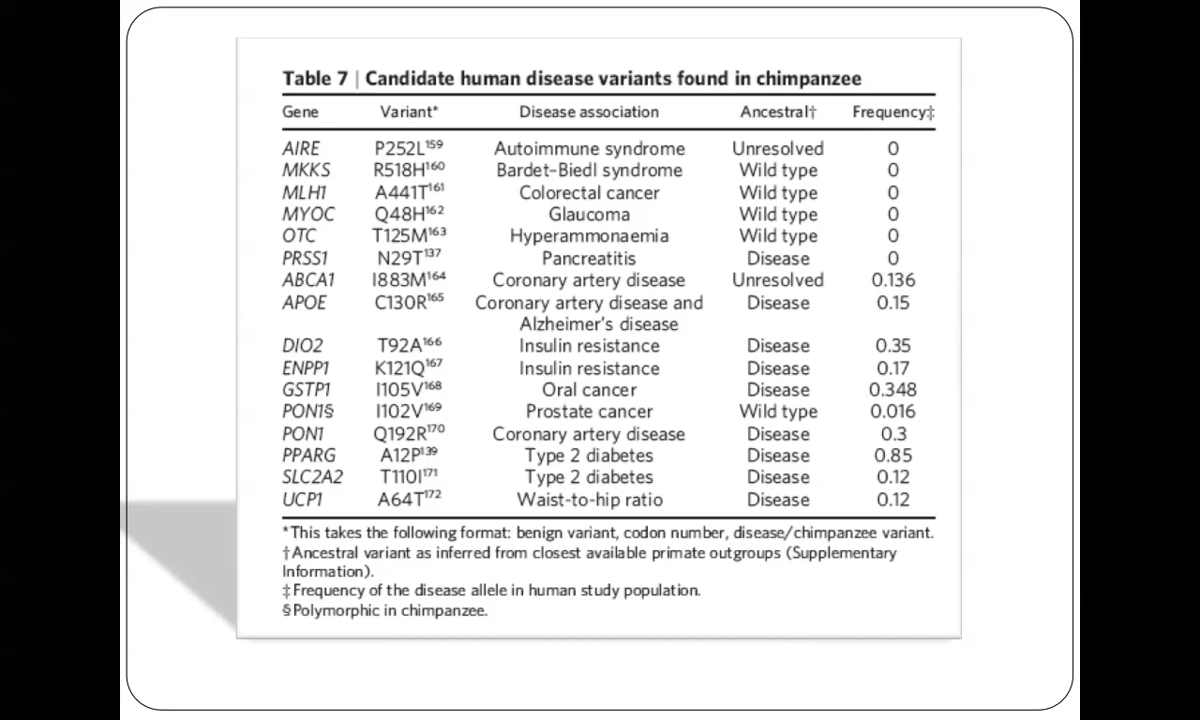 Table 7 | Candidate human disease variants found in chimpanzee
Gene Variant* Disease association Ancestral† Frequency‡
AIRE P252L¹⁵⁹ Autoimmune syndrome Unresolved 0
MKKS R518H¹⁶⁰ Bardet–Biedl syndrome Wild type 0
MLH1 A441T¹⁶¹ Colorectal cancer Wild type 0
MYOC Q48H¹⁶² Glaucoma Wild type 0
OTC T125M¹⁶³ Hyperammonaemia Wild type 0
PRSS1 N29T¹³⁷ Pancreatitis Disease 0
ABCA1 I883M¹⁶⁴ Coronary artery disease Unresolved 0.136
APOE C130R¹⁶⁵ Coronary artery disease and Disease 0.15
Alzheimer's disease
DIO2 T92A¹⁶⁶ Insulin resistance Disease 0.35
ENPP1 K121Q¹⁶⁷ Insulin resistance Disease 0.17
GSTP1 I105V¹⁶⁸ Oral cancer Disease 0.348
PON1§ I102V¹⁶⁹ Prostate cancer Wild type 0.016
PON1 Q192R¹⁷⁰ Coronary artery disease Disease 0.3
PPARG A12P¹³⁹ Type 2 diabetes Disease 0.85
SLC2A2 T110I¹⁷¹ Type 2 diabetes Disease 0.12
UCP1 A64T¹⁷² Waist-to-hip ratio Disease 0.12
*This takes the following format: benign variant, codon number, disease/chimpanzee variant.
†Ancestral variant as inferred from closest available primate outgroups (Supplementary
Information).
‡Frequency of the disease allele in human study population.
§Polymorphic in chimpanzee.